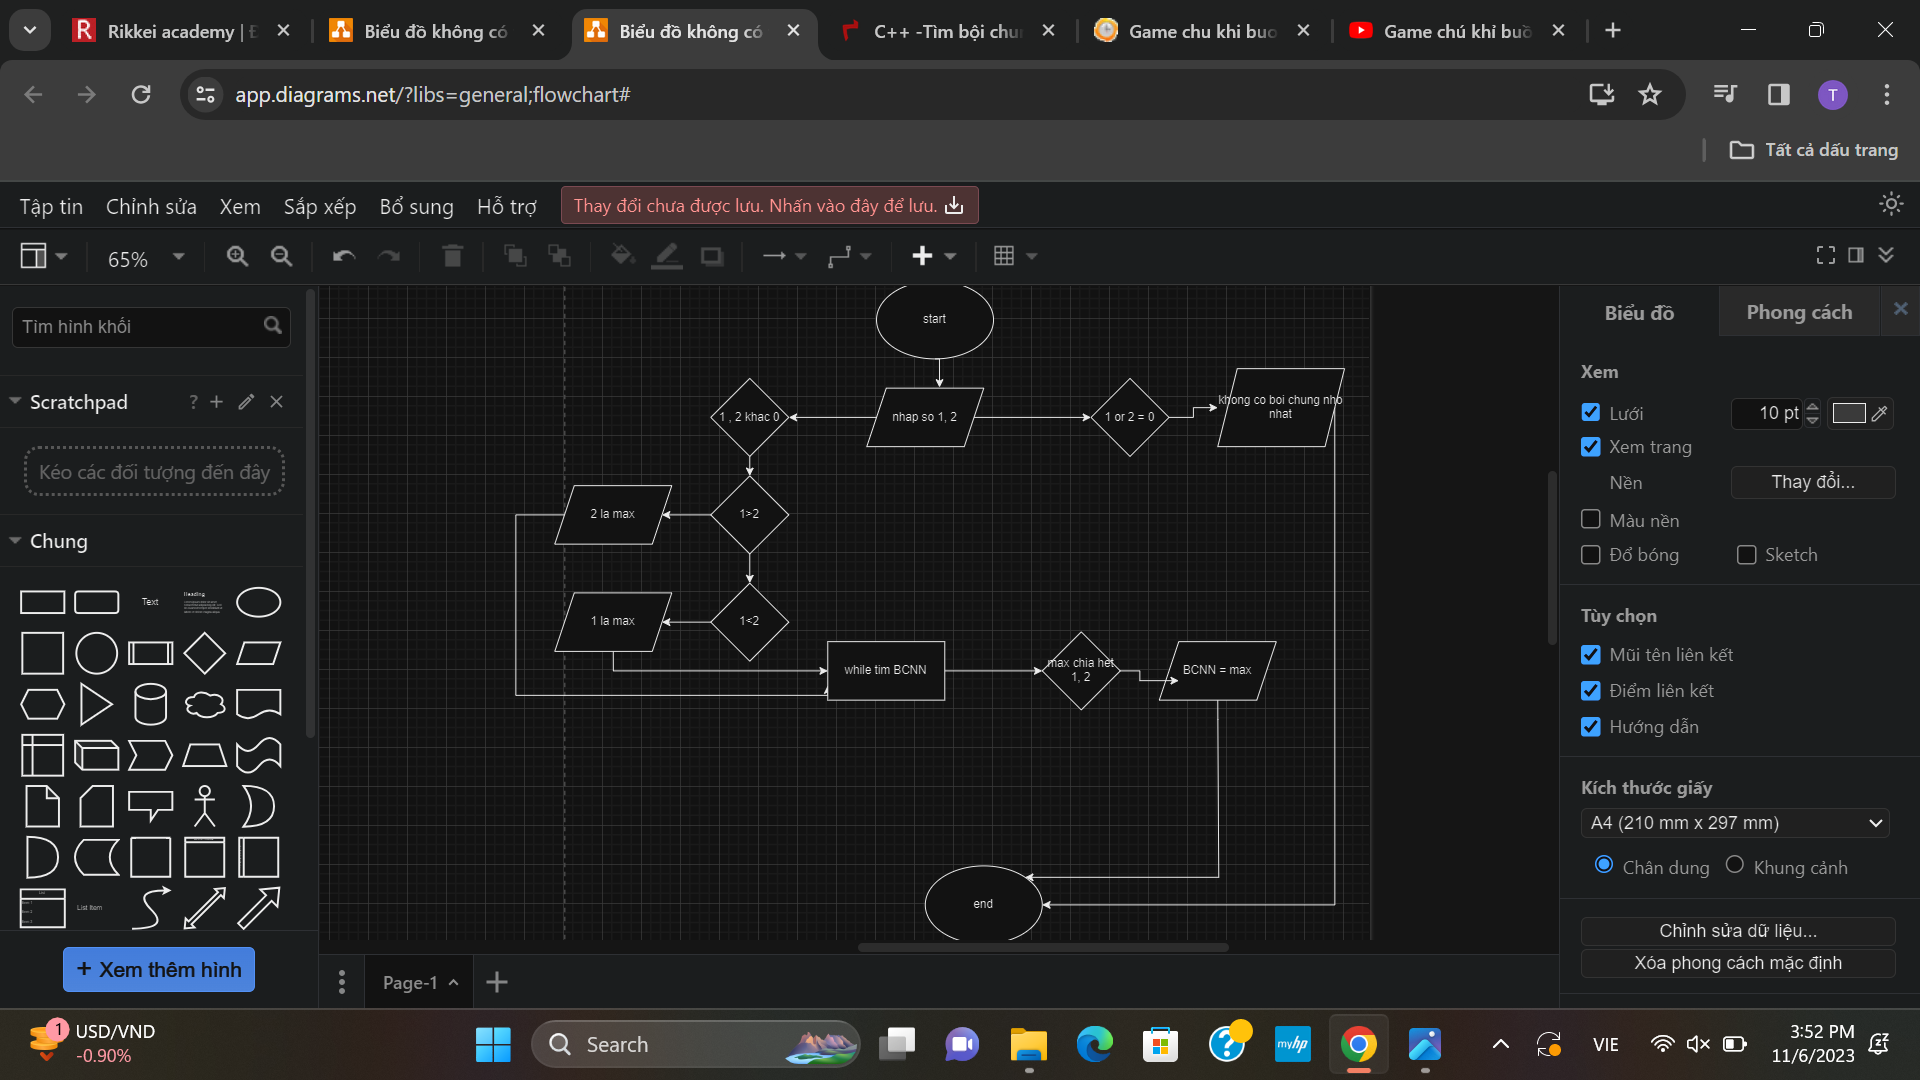 Rikkei academy | Đ
Biểu đồ không có
Biểu đồ không có
C++ -Tìm bội chu
Game chu khi buo
Game chú khỉ buồ
app.diagrams.net/?libs=general;flowchart#
T
Tất cả dấu trang
Tập tin
Chỉnh sửa
Xem
Sắp xếp
Bổ sung
Hỗ trợ
Thay đổi chưa được lưu. Nhấn vào đây để lưu.
65%
Tìm hình khối
Scratchpad
?
Kéo các đối tượng đến đây
Chung
Text
Heading
List Item
+ Xem thêm hình
start
1 , 2 khac 0
nhap so 1, 2
1 or 2 = 0
khong co boi chung nho
nhat
2 la max
1>2
1 la max
1<2
while tim BCNN
max chia het
1, 2
BCNN = max
end
Page-1
Biểu đồ
Phong cách
Xem
Lưới
10 pt
Xem trang
Nền
Thay đổi...
Màu nền
Đổ bóng
Sketch
Tùy chọn
Mũi tên liên kết
Điểm liên kết
Hướng dẫn
Kích thước giấy
A4 (210 mm x 297 mm)
Chân dung
Khung cảnh
Chỉnh sửa dữ liệu...
Xóa phong cách mặc định
1
USD/VND
-0.90%
Search
?
myhp
VIE
3:52 PM
11/6/2023